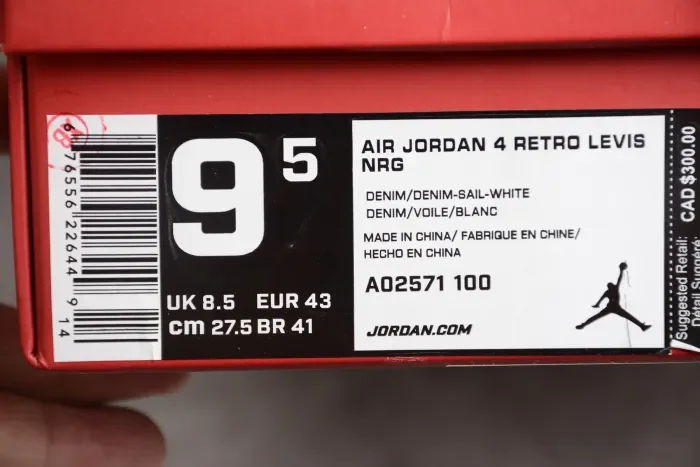 6 76556 22644 9 14
9 5
UK 8.5 EUR 43
cm 27.5 BR 41
AIR JORDAN 4 RETRO LEVIS
NRG
DENIM/DENIM-SAIL-WHITE
DENIM/VOILE/BLANC
MADE IN CHINA/ FABRIQUE EN CHINE/
HECHO EN CHINA
AO2571 100
JORDAN.COM
Suggested Retail:
CAD $300.00
Détail Suggéré: